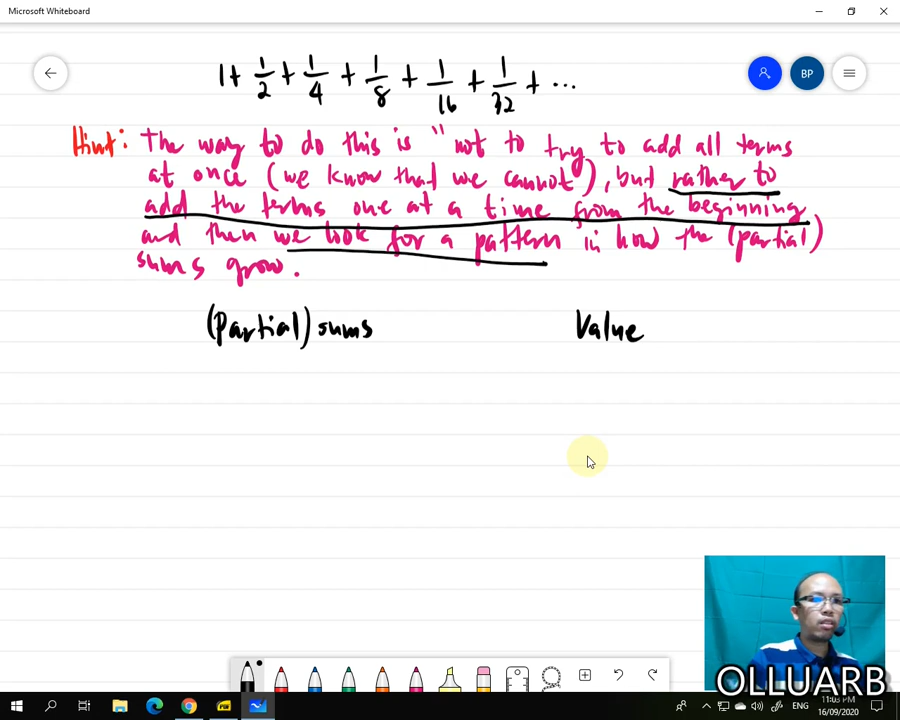 Microsoft Whiteboard
BP
1 + 1/2 + 1/4 + 1/8 + 1/16 + 1/32 + ...
Hint: The way to do this is "not to try to add all terms
at once (we know that we cannot), but rather to
add the terms one at a time from the beginning
and then we look for a pattern in how the (partial)
sums grow.
(Partial) sums Value
OLLUARB
ENG
11:03 PM
16/09/2020